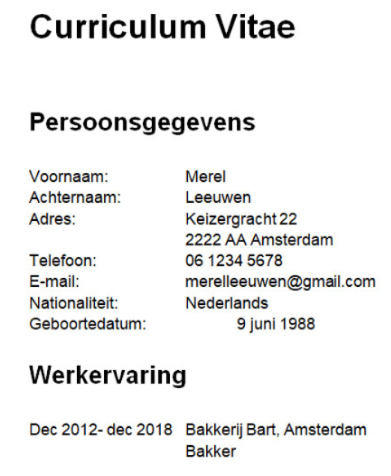 Curriculum Vitae
Persoonsgegevens
Voornaam: Merel
Achternaam: Leeuwen
Adres: Keizergracht 22
2222 AA Amsterdam
Telefoon: 06 1234 5678
E-mail: merelleeuwen@gmail.com
Nationaliteit: Nederlands
Geboortedatum: 9 juni 1988
Werkervaring
Dec 2012- dec 2018 Bakkerij Bart, Amsterdam
Bakker